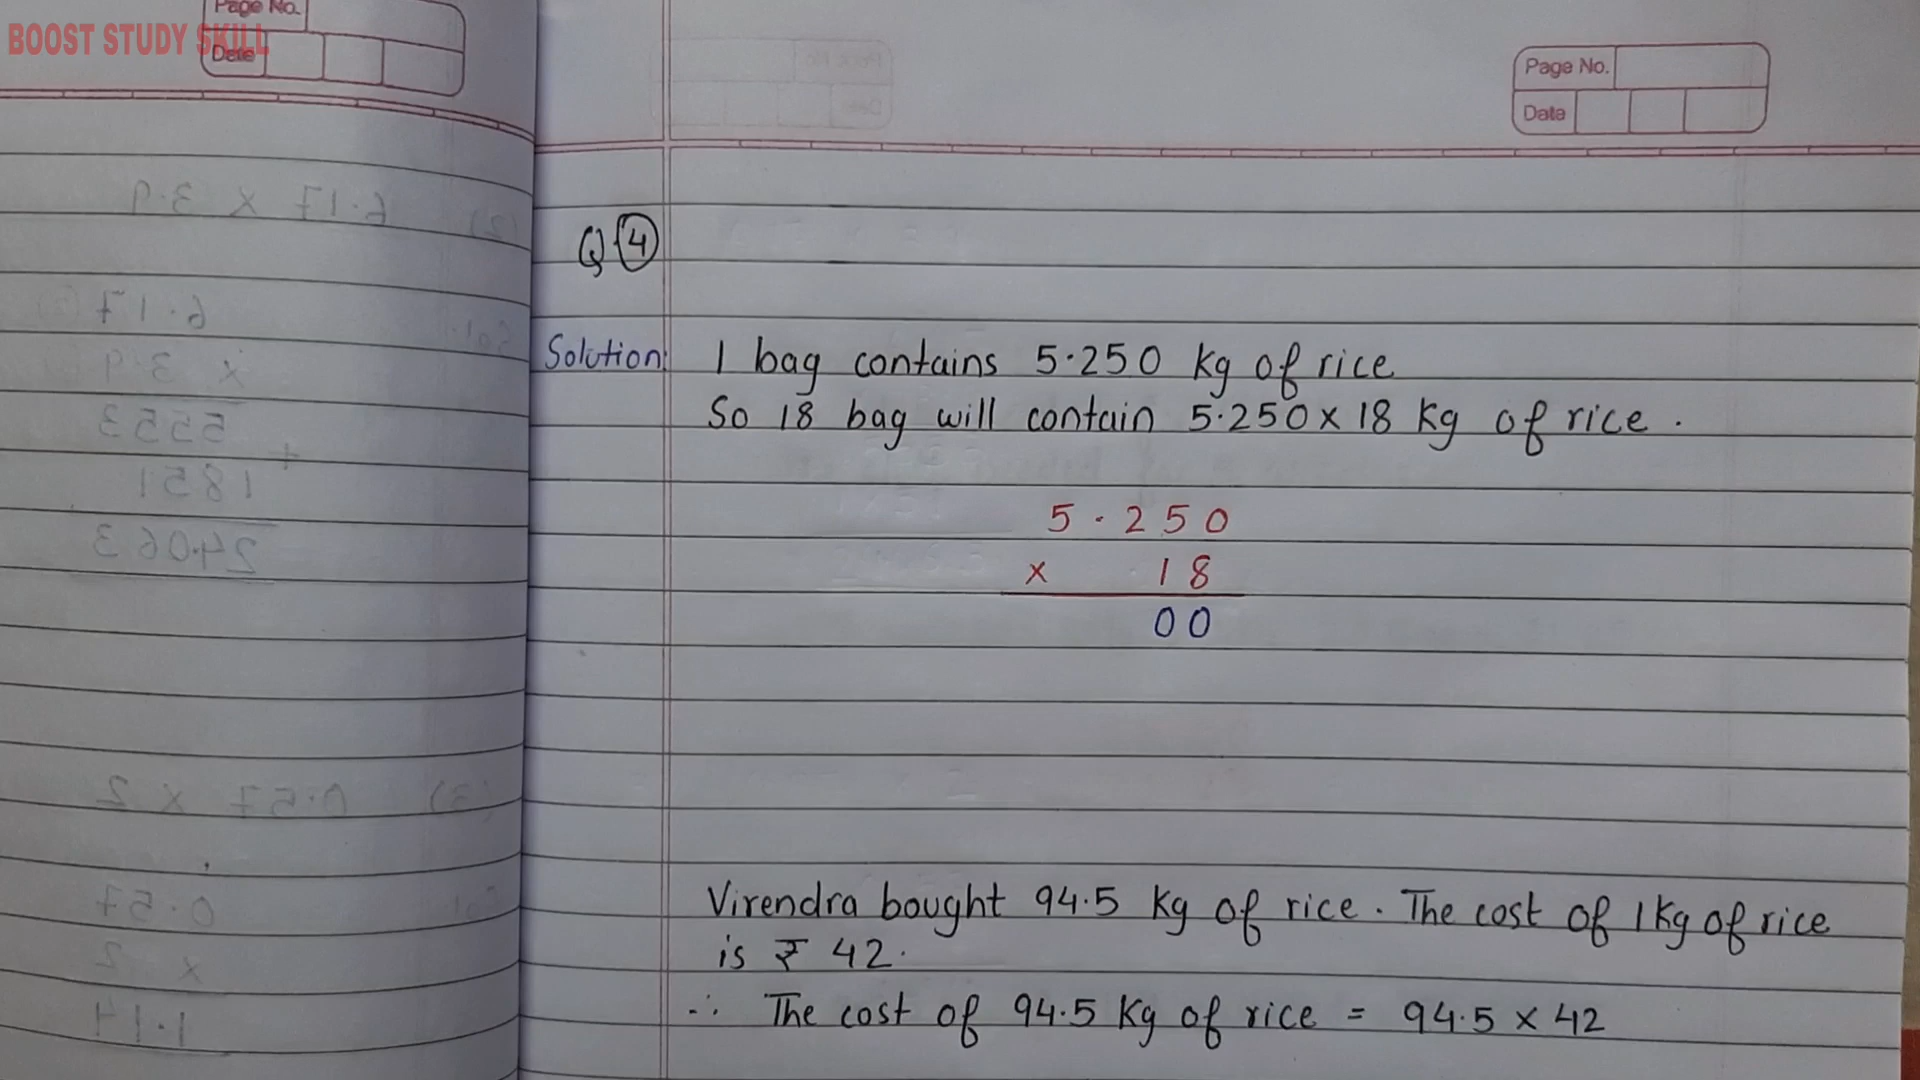 BOOST STUDY SKILL
Page No.
Date
Page No.
Date
Q 4
Solution: 1 bag contains 5.250 kg of rice
So 18 bag will contain 5.250 x 18 kg of rice.
5.250
x 18
00
Virendra bought 94.5 kg of rice. The cost of 1 kg of rice
is ₹ 42.
∴ The cost of 94.5 kg of rice = 94.5 x 42